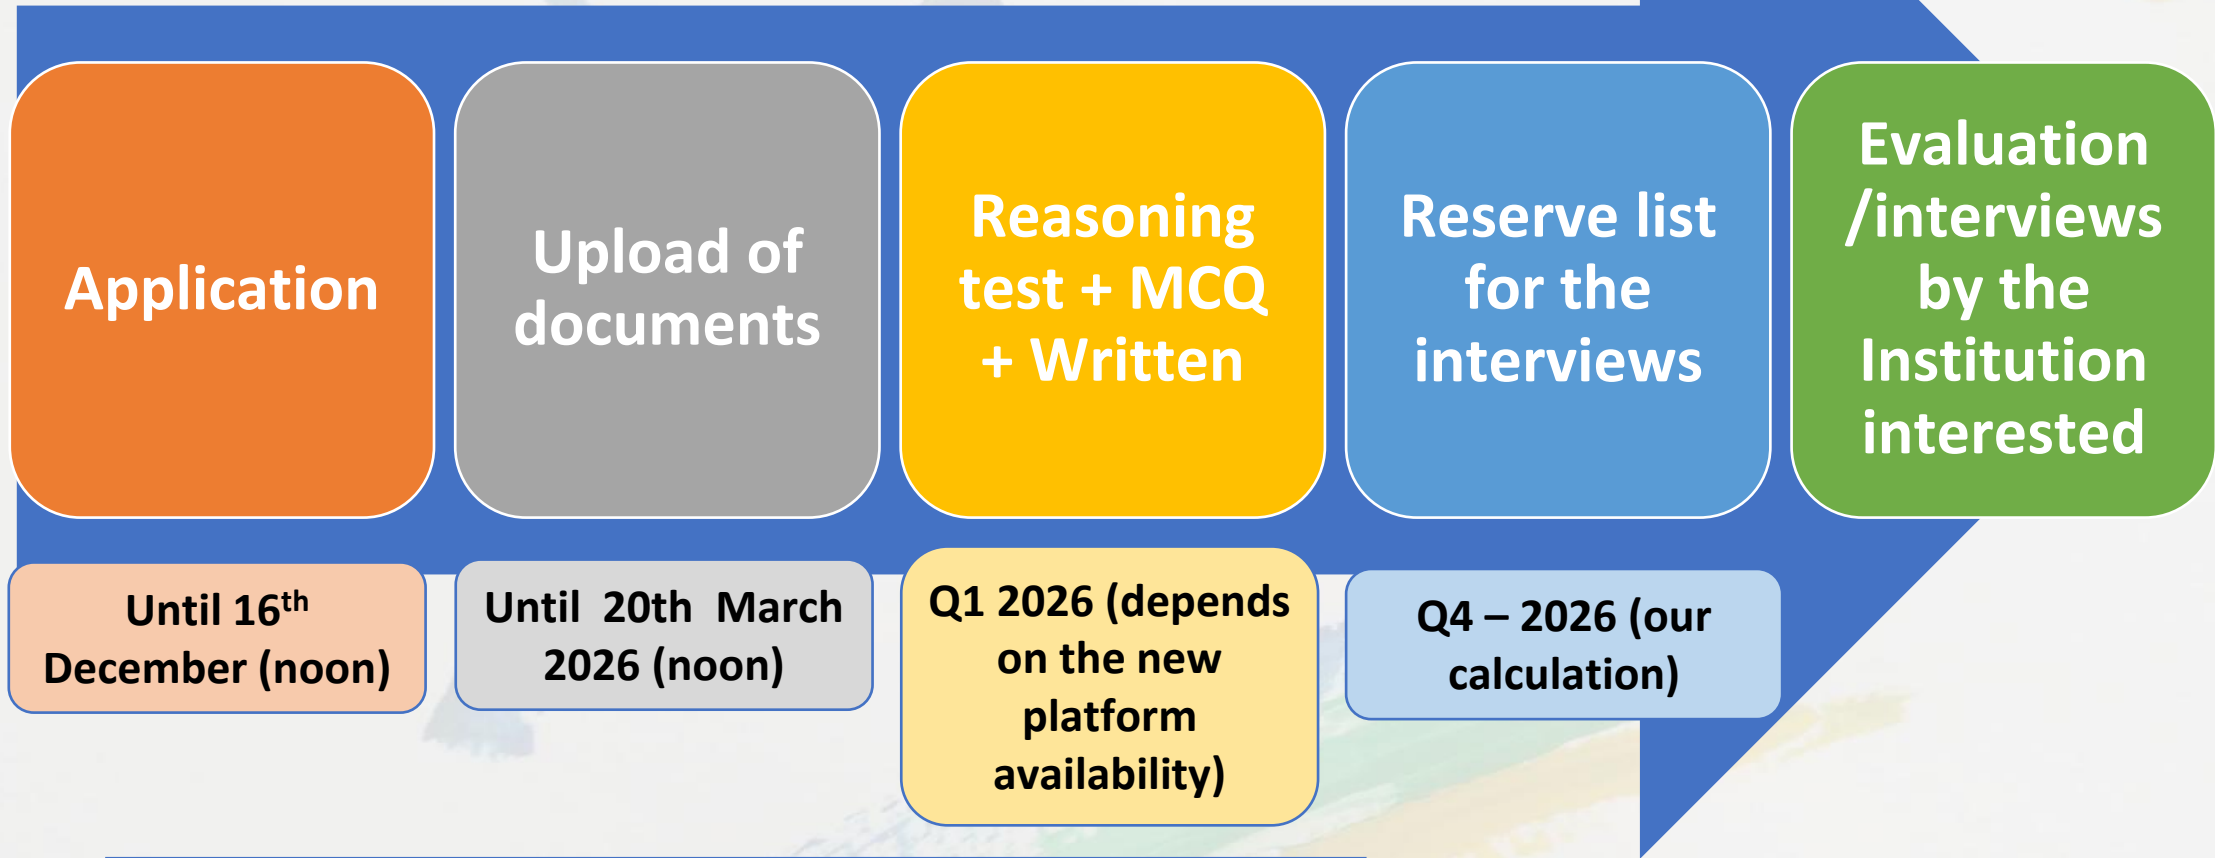 Application
Upload of
documents
Reasoning
test + MCQ
+ Written
Reserve list
for the
interviews
Evaluation
/interviews
by the
Institution
interested
Until 16th
December (noon)
Until 20th March
2026 (noon)
Q1 2026 (depends
on the new
platform
availability)
Q4 – 2026 (our
calculation)